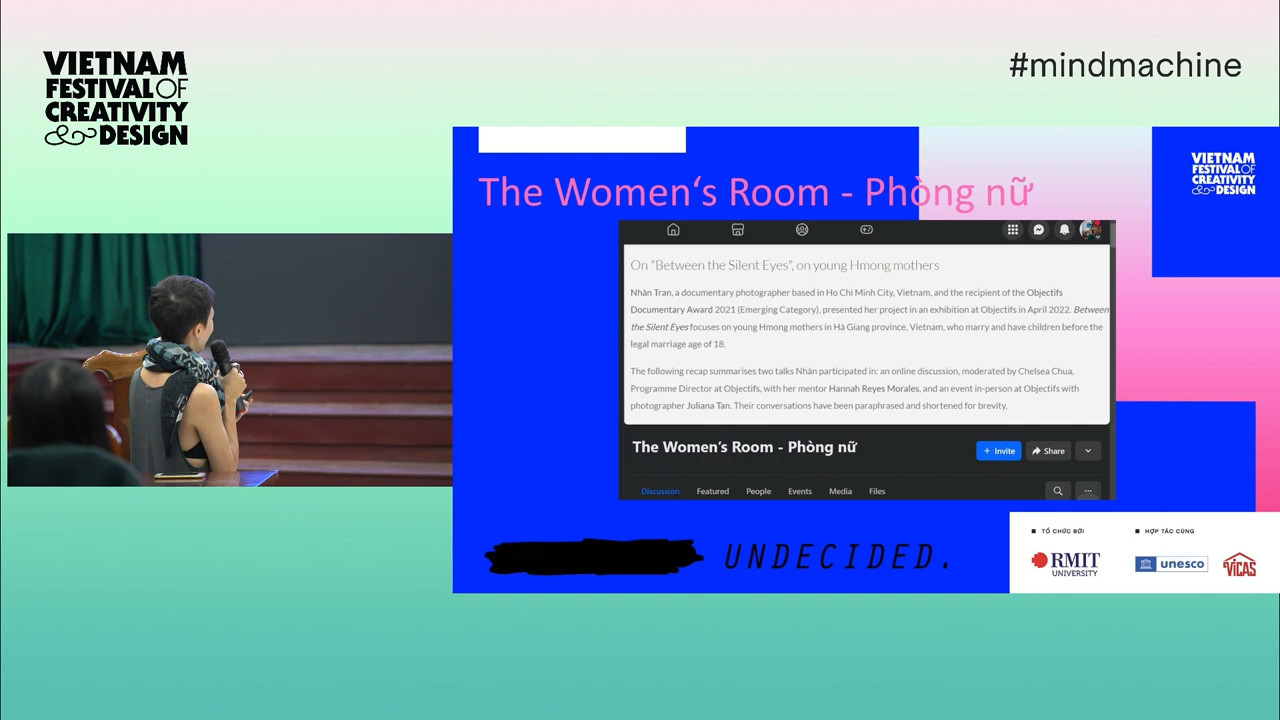 VIETNAM
FESTIVAL OF
CREATIVITY
& DESIGN
#mindmachine
VIETNAM
FESTIVAL OF
CREATIVITY
& DESIGN
The Women‘s Room - Phòng nữ
On "Between the Silent Eyes", on young Hmong mothers
Nhàn Tran, a documentary photographer based in Ho Chi Minh City, Vietnam, and the recipient of the Objectifs
Documentary Award 2021 (Emerging Category), presented her project in an exhibition at Objectifs in April 2022. Between
the Silent Eyes focuses on young Hmong mothers in Hà Giang province, Vietnam, who marry and have children before the
legal marriage age of 18.
The following recap summarises two talks Nhàn participated in: an online discussion, moderated by Chelsea Chua,
Programme Director at Objectifs, with her mentor Hannah Reyes Morales, and an event in-person at Objectifs with
photographer Juliana Tan. Their conversations have been paraphrased and shortened for brevity,
The Women's Room - Phòng nữ
+ Invite
Share
Discussion Featured People Events Media Files
UNDECIDED.
TỔ CHỨC BỞI
HỢP TÁC CÙNG
RMIT
UNIVERSITY
unesco
VICAS